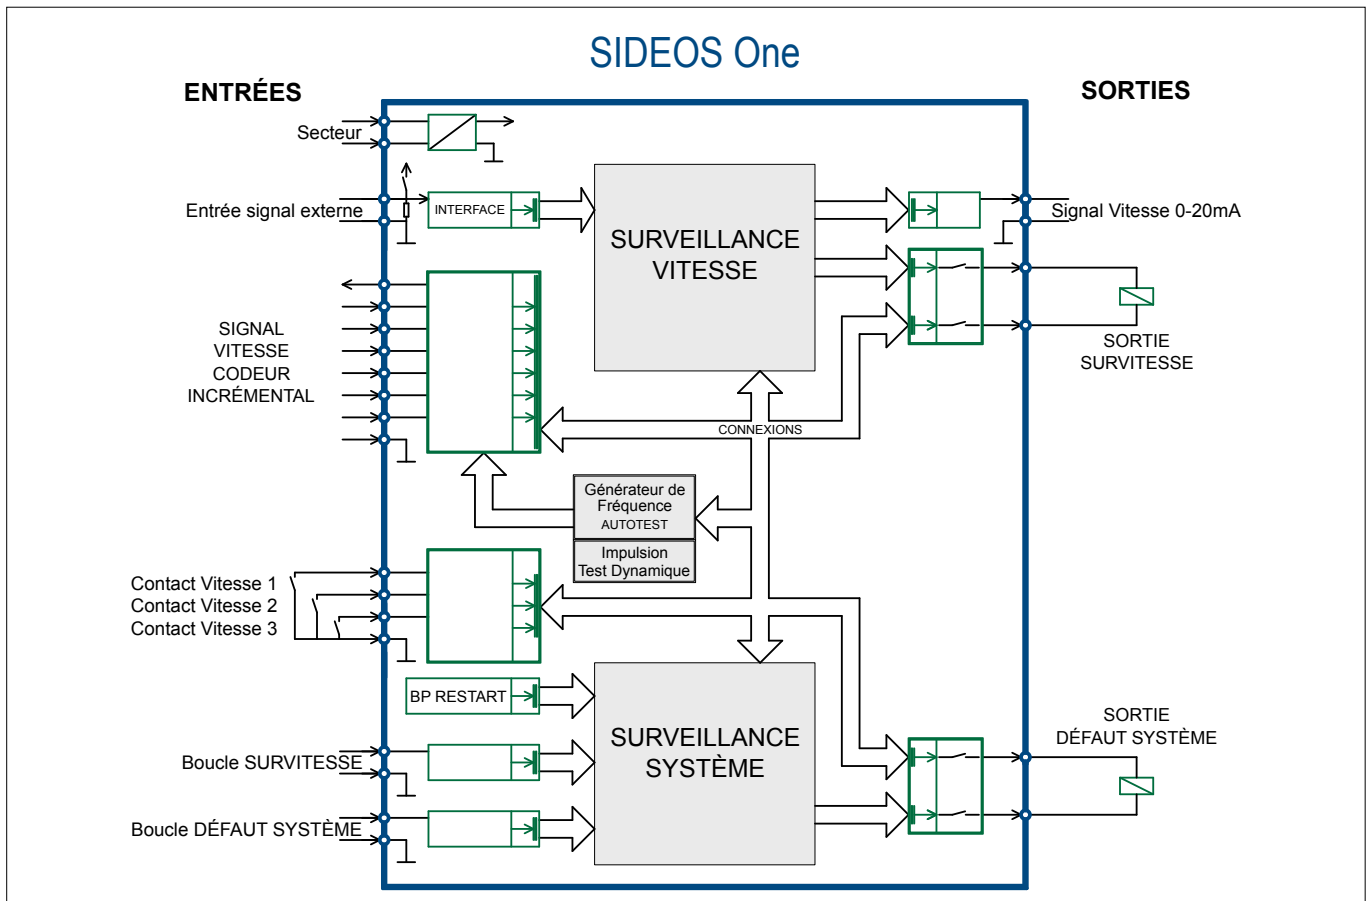 SIDEOS One
ENTRÉES
SORTIES
Secteur
Entrée signal externe
INTERFACE
SURVEILLANCE
VITESSE
Signal Vitesse 0-20mA
SIGNAL
VITESSE
CODEUR
INCRÉMENTAL
SORTIE
SURVITESSE
CONNEXIONS
Générateur de
Fréquence
AUTOTEST
Impulsion
Test Dynamique
Contact Vitesse 1
Contact Vitesse 2
Contact Vitesse 3
BP RESTART
SURVEILLANCE
SYSTÈME
SORTIE
DÉFAUT SYSTÈME
Boucle SURVITESSE
Boucle DÉFAUT SYSTÈME